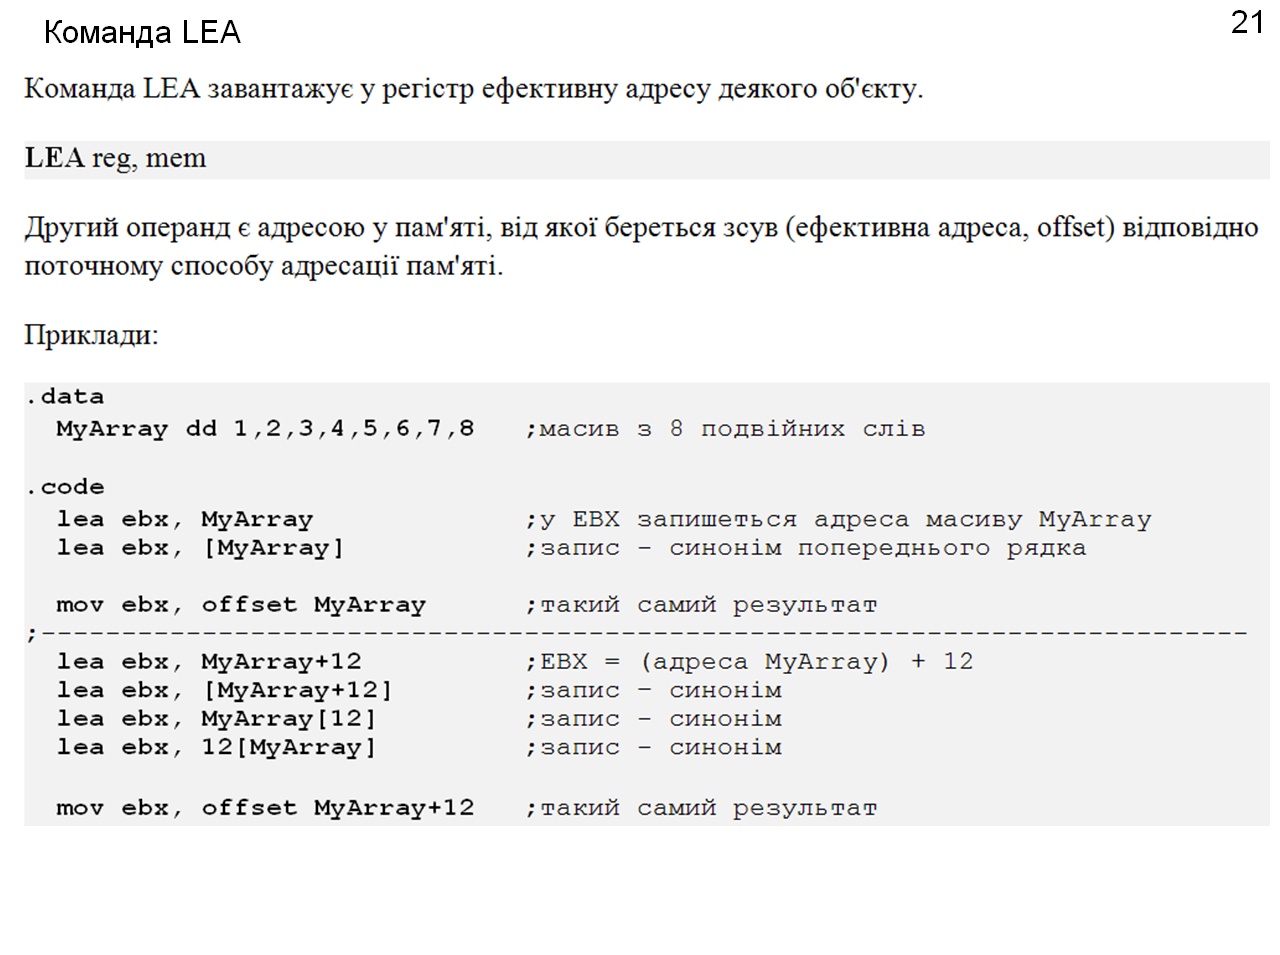 Команда LEA
21
Команда LEA завантажує у регістр ефективну адресу деякого об'єкту.
LEA reg, mem
Другий операнд є адресою у пам'яті, від якої береться зсув (ефективна адреса, offset) відповідно
поточному способу адресації пам'яті.
Приклади:
.data
MyArray dd 1,2,3,4,5,6,7,8 ;масив з 8 подвійних слів
.code
lea ebx, MyArray ;у EBX запишеться адреса масиву MyArray
lea ebx, [MyArray] ;запис - синонім попереднього рядка
mov ebx, offset MyArray ;такий самий результат
;---------------------------------------------------------------------------
lea ebx, MyArray+12 ;EBX = (адреса MyArray) + 12
lea ebx, [MyArray+12] ;запис - синонім
lea ebx, MyArray[12] ;запис - синонім
lea ebx, 12[MyArray] ;запис - синонім
mov ebx, offset MyArray+12 ;такий самий результат